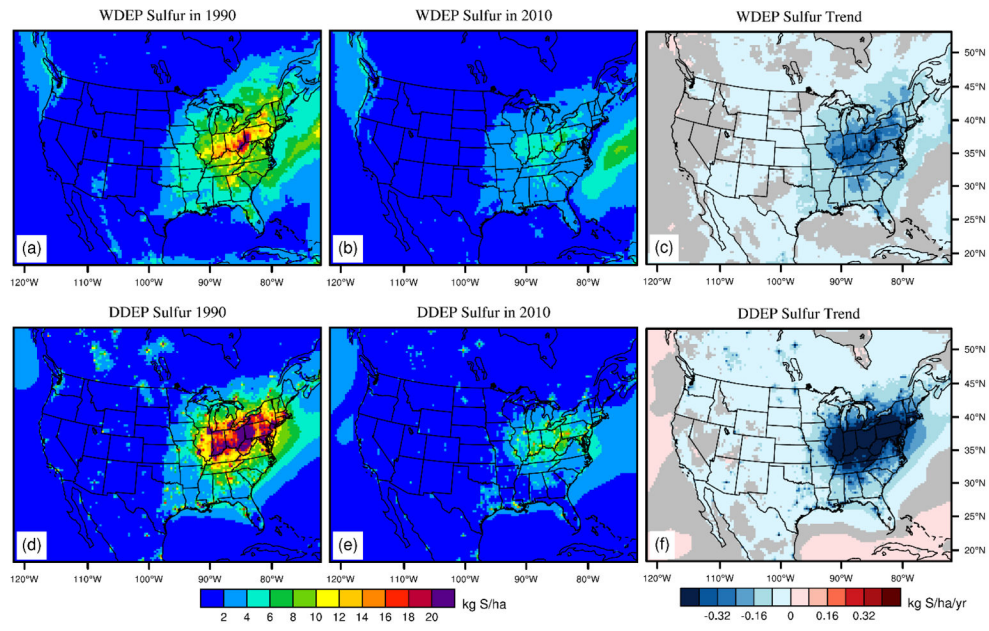 WDEP Sulfur in 1990
WDEP Sulfur in 2010
WDEP Sulfur Trend
50°N
45°N
40°N
35°N
30°N
25°N
20°N
(a)
(b)
(c)
120°W 110°W 100°W 90°W 80°W
120°W 110°W 100°W 90°W 80°W
120°W 110°W 100°W 90°W 80°W
DDEP Sulfur 1990
DDEP Sulfur in 2010
DDEP Sulfur Trend
50°N
45°N
40°N
35°N
30°N
25°N
20°N
(d)
(e)
(f)
120°W 110°W 100°W 90°W 80°W
120°W 110°W 100°W 90°W 80°W
120°W 110°W 100°W 90°W 80°W
kg S/ha
2 4 6 8 10 12 14 16 18 20
kg S/ha/yr
-0.32 -0.16 0 0.16 0.32